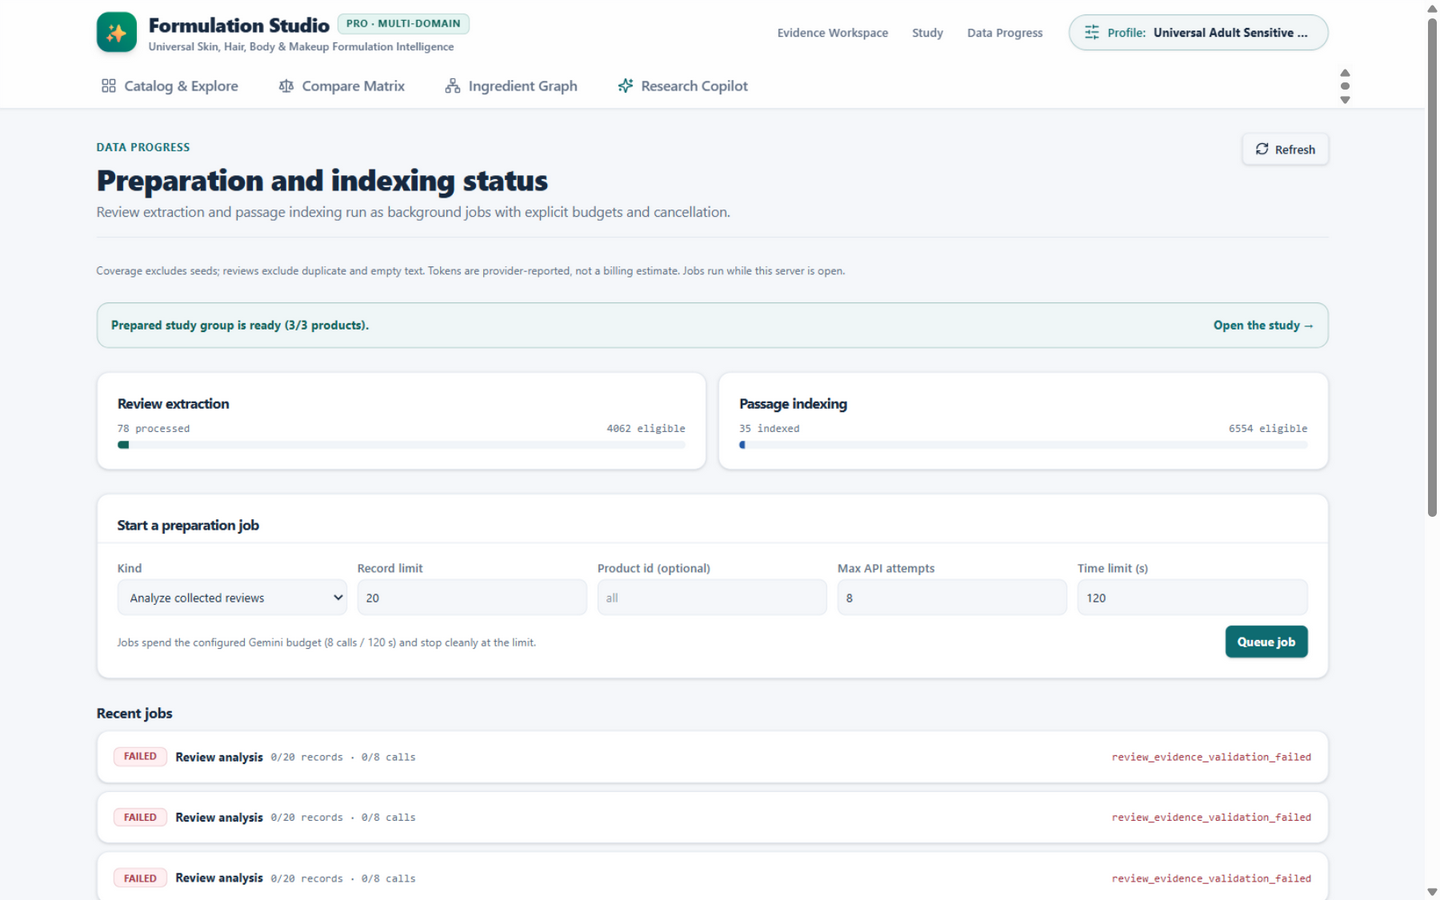 Formulation Studio PRO · MULTI-DOMAIN
Universal Skin, Hair, Body & Makeup Formulation Intelligence
Evidence Workspace Study Data Progress Profile: Universal Adult Sensitive ...
Catalog & Explore Compare Matrix Ingredient Graph Research Copilot
DATA PROGRESS
Refresh
Preparation and indexing status
Review extraction and passage indexing run as background jobs with explicit budgets and cancellation.
Coverage excludes seeds; reviews exclude duplicate and empty text. Tokens are provider-reported, not a billing estimate. Jobs run while this server is open.
Prepared study group is ready (3/3 products). Open the study →
Review extraction
78 processed 4062 eligible
Passage indexing
35 indexed 6554 eligible
Start a preparation job
Kind Record limit Product id (optional) Max API attempts Time limit (s)
Analyze collected reviews 20 all 8 120
Jobs spend the configured Gemini budget (8 calls / 120 s) and stop cleanly at the limit. Queue job
Recent jobs
FAILED Review analysis 0/20 records · 0/8 calls review_evidence_validation_failed
FAILED Review analysis 0/20 records · 0/8 calls review_evidence_validation_failed
FAILED Review analysis 0/20 records · 0/8 calls review_evidence_validation_failed